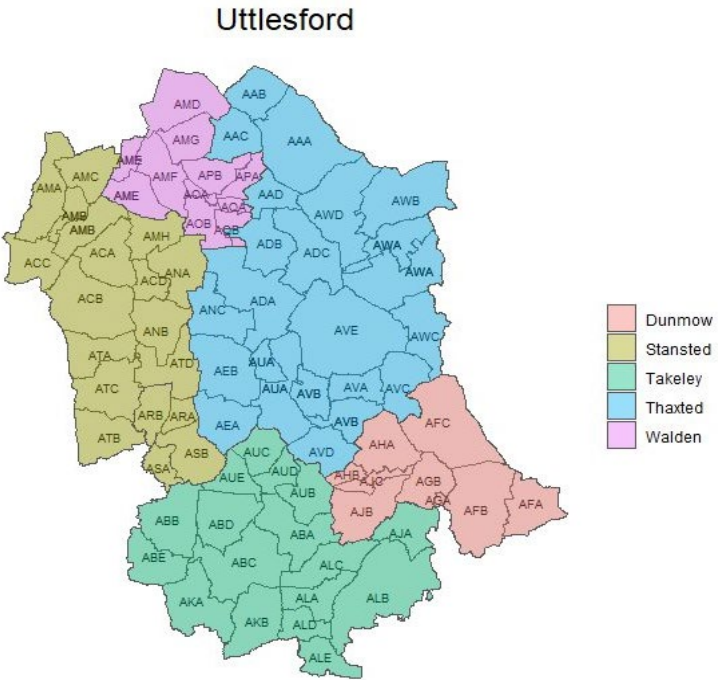 Uttlesford
AMD
AAB
AMG
AAC
AAA
AME
AMC
AMF
APB
APA
AMA
AME
AOA
AAD
AWB
AMB
AOA
AWD
AMB
AOB
AOB
AMH
ADB
AWA
ACC
ACA
ADC
ANA
AWA
ACD
ACB
ANC
ADA
ANB
AVE
AWC
ATA
ATD
AUA
AEB
ATC
AUA
AVB
AVA
AVC
ARB
ARA
AEA
AVB
AFC
ATB
AHA
ASB
AUC
AVD
ASA
AUE
AUD
AHB
AJC
AGB
AUB
AGA
AFA
ABB
ABD
AJB
AFB
ABA
AJA
ABE
ABC
ALC
AKA
ALA
ALB
AKB
ALD
ALE
Dunmow
Stansted
Takeley
Thaxted
Walden